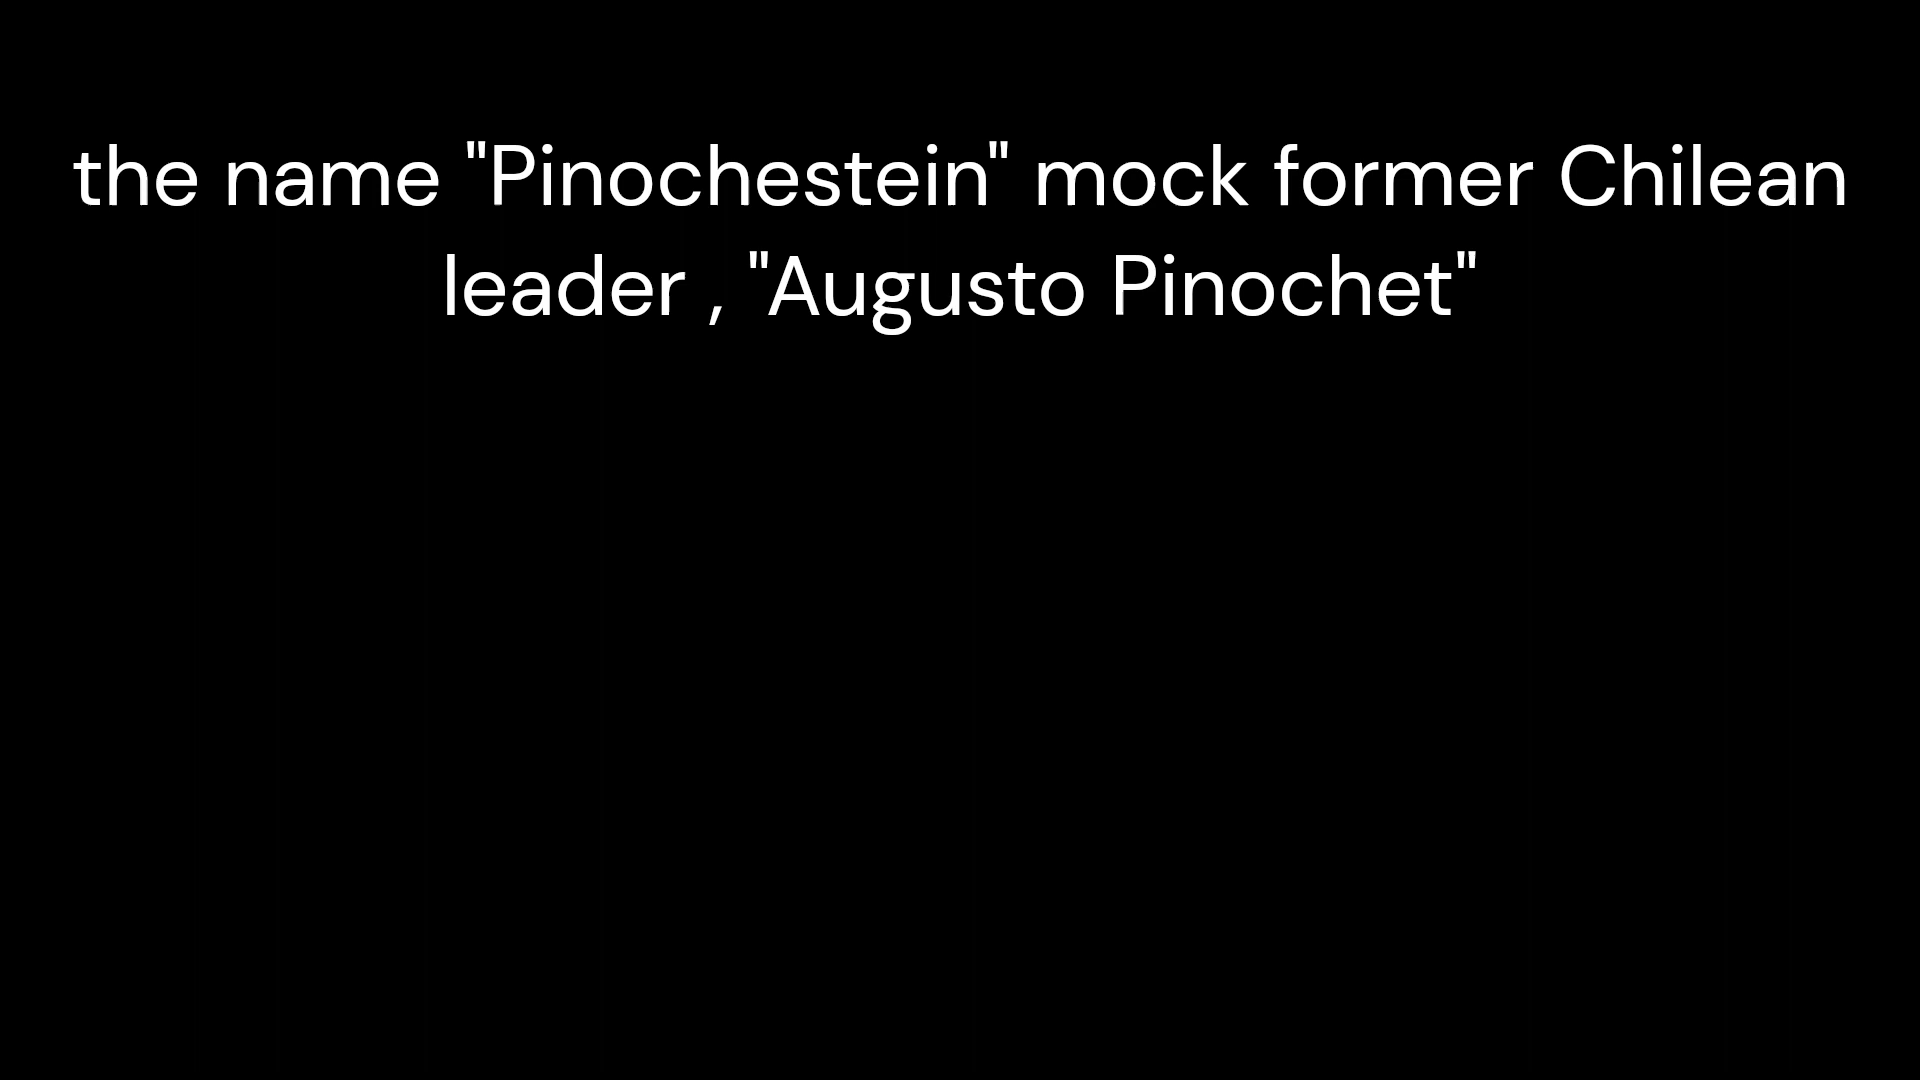 the name "Pinochestein" mock former Chilean
leader , "Augusto Pinochet"